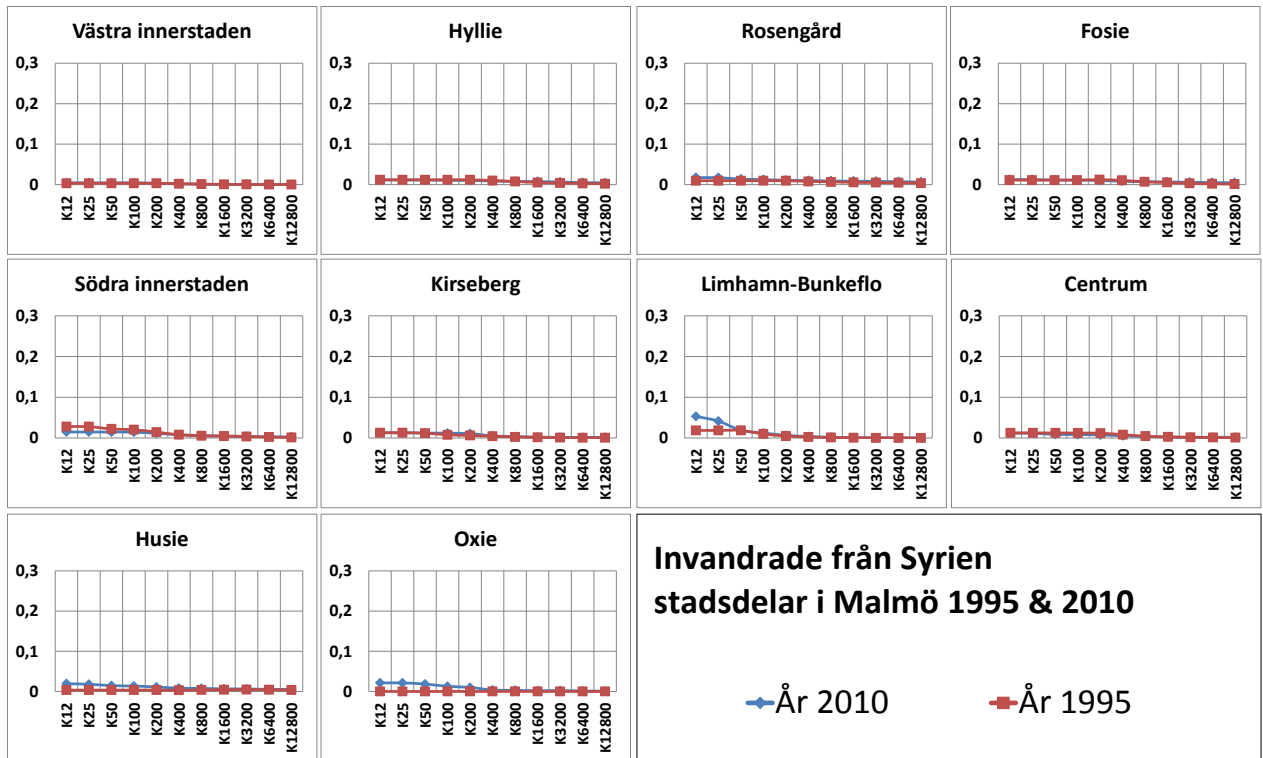 Västra innerstaden
0,3
0,2
0,1
0
K12 K25 K50 K100 K200 K400 K800 K1600 K3200 K6400 K12800
Hyllie
0,3
0,2
0,1
0
K12 K25 K50 K100 K200 K400 K800 K1600 K3200 K6400 K12800
Rosengård
0,3
0,2
0,1
0
K12 K25 K50 K100 K200 K400 K800 K1600 K3200 K6400 K12800
Fosie
0,3
0,2
0,1
0
K12 K25 K50 K100 K200 K400 K800 K1600 K3200 K6400 K12800
Södra innerstaden
0,3
0,2
0,1
0
K12 K25 K50 K100 K200 K400 K800 K1600 K3200 K6400 K12800
Kirseberg
0,3
0,2
0,1
0
K12 K25 K50 K100 K200 K400 K800 K1600 K3200 K6400 K12800
Limhamn-Bunkeflo
0,3
0,2
0,1
0
K12 K25 K50 K100 K200 K400 K800 K1600 K3200 K6400 K12800
Centrum
0,3
0,2
0,1
0
K12 K25 K50 K100 K200 K400 K800 K1600 K3200 K6400 K12800
Husie
0,3
0,2
0,1
0
K12 K25 K50 K100 K200 K400 K800 K1600 K3200 K6400 K12800
Oxie
0,3
0,2
0,1
0
K12 K25 K50 K100 K200 K400 K800 K1600 K3200 K6400 K12800
Invandrade från Syrien
stadsdelar i Malmö 1995 & 2010
År 2010 År 1995